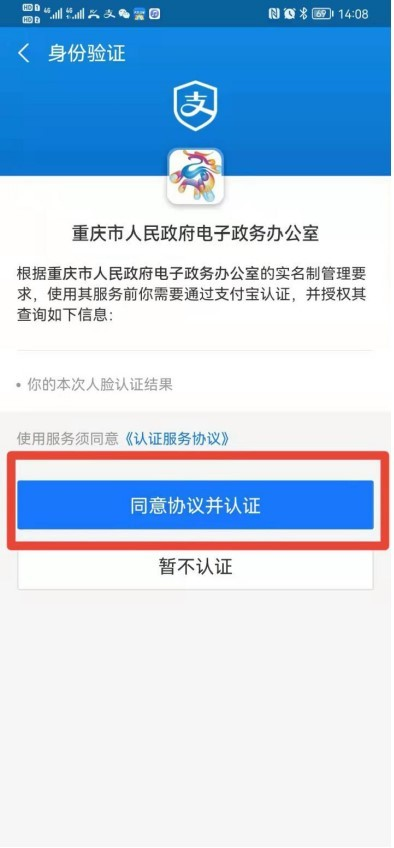 14:08
身份验证
支
重庆市人民政府电子政务办公室
根据重庆市人民政府电子政务办公室的实名制管理要
求，使用其服务前你需要通过支付宝认证，并授权其
查询如下信息：
• 你的本次人脸认证结果
使用服务须同意《认证服务协议》
同意协议并认证
暂不认证